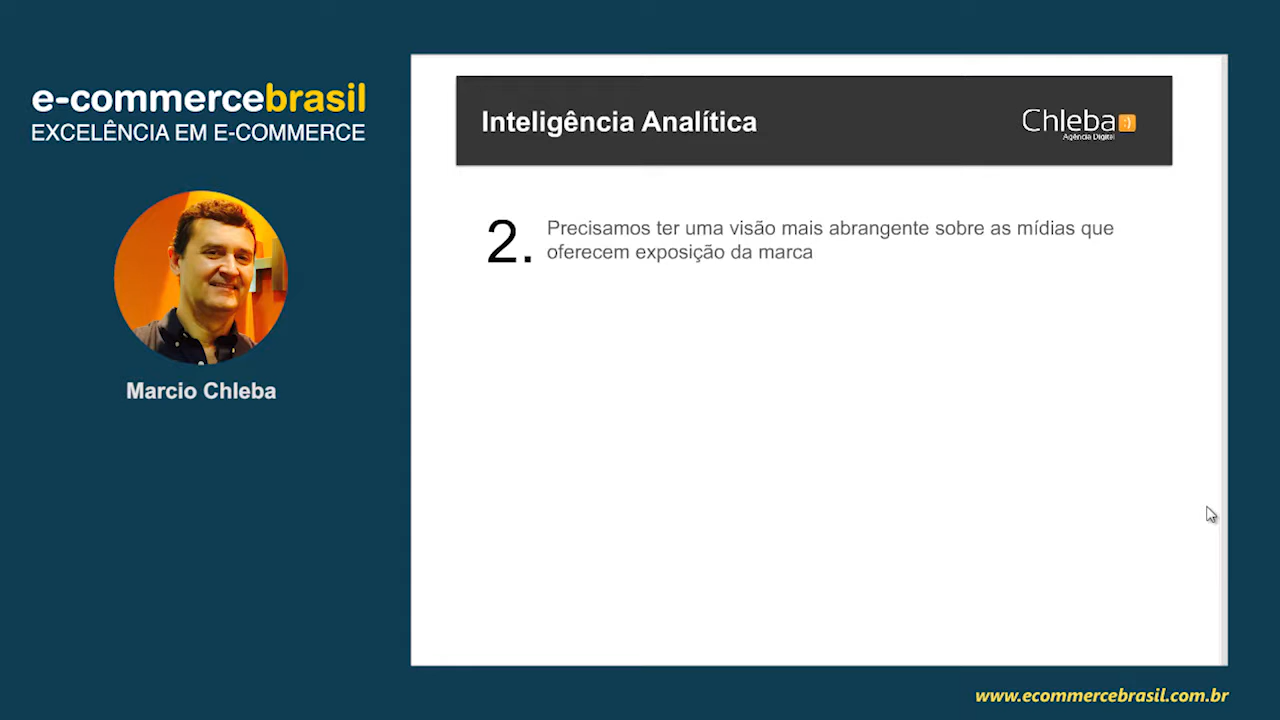 e-commercebrasil
EXCELÊNCIA EM E-COMMERCE
Marcio Chleba
Inteligência Analítica
Chleba :)
Agência Digital
2. Precisamos ter uma visão mais abrangente sobre as mídias que
oferecem exposição da marca
www.ecommercebrasil.com.br